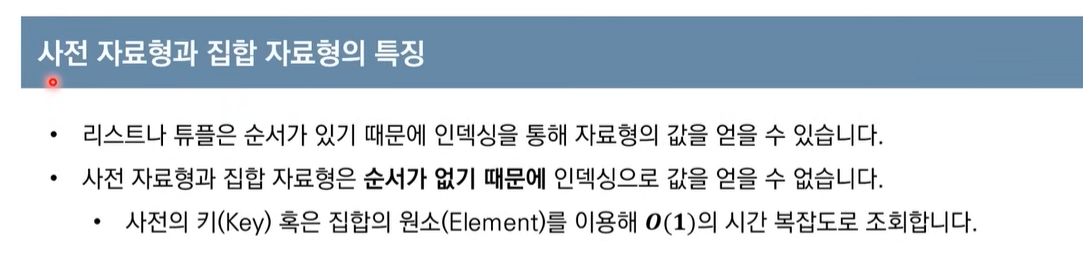 사전 자료형과 집합 자료형의 특징
• 리스트나 튜플은 순서가 있기 때문에 인덱싱을 통해 자료형의 값을 얻을 수 있습니다.
• 사전 자료형과 집합 자료형은 순서가 없기 때문에 인덱싱으로 값을 얻을 수 없습니다.
• 사전의 키(Key) 혹은 집합의 원소(Element)를 이용해 O(1)의 시간 복잡도로 조회합니다.